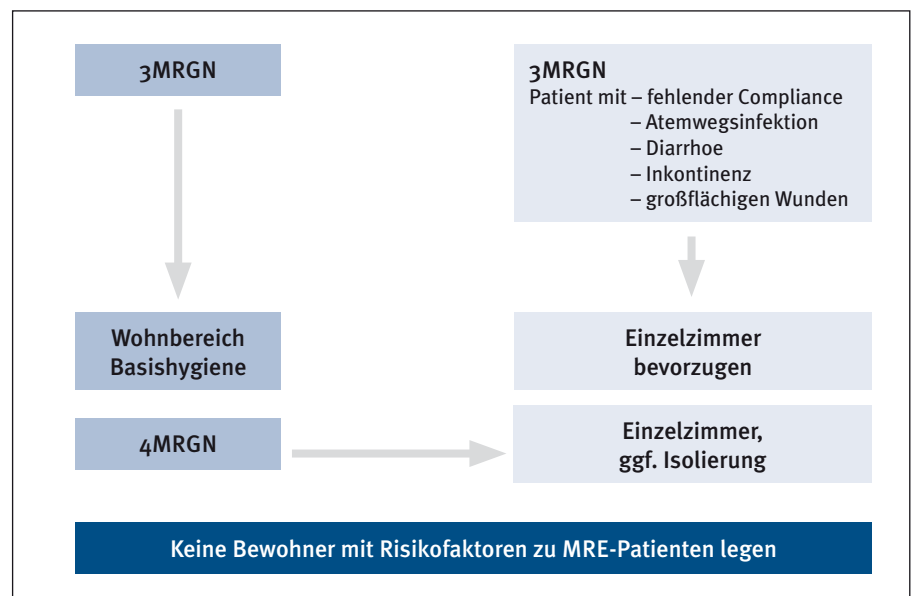 3MRGN
3MRGN
Patient mit – fehlender Compliance
– Atemwegsinfektion
– Diarrhoe
– Inkontinenz
– großflächigen Wunden
Wohnbereich
Basishygiene
Einzelzimmer
bevorzugen
4MRGN
Einzelzimmer,
ggf. Isolierung
Keine Bewohner mit Risikofaktoren zu MRE-Patienten legen